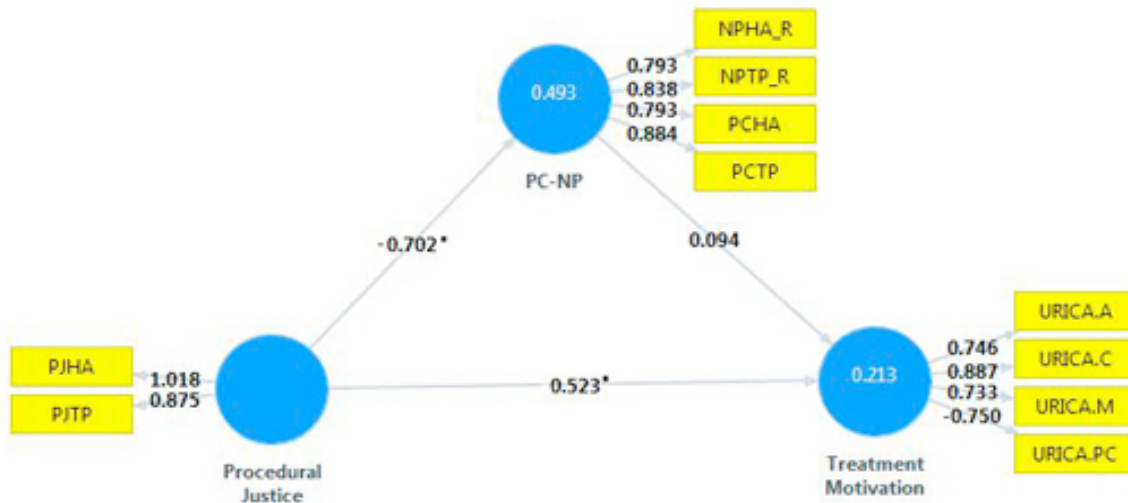 NPHA_R
0.793
NPTP_R
0.838
0.493
0.793
PCHA
0.884
PCTP
PC-NP
-0.702*
0.094
URICA.A
0.746
PJHA
1.018
0.523*
0.213
0.887
URICA.C
PJTP
0.875
0.733
URICA.M
-0.750
URICA.PC
Procedural
Justice
Treatment
Motivation